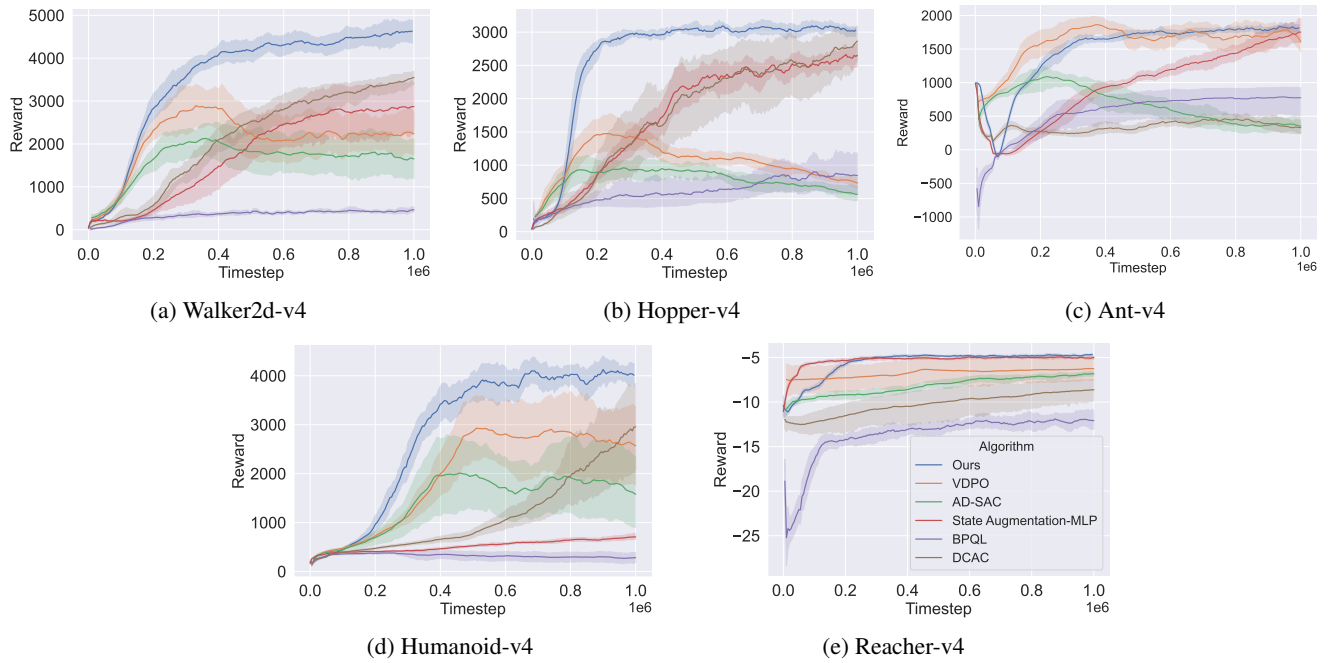 5000
4000
3000
2000
1000
0
Reward
0.0 0.2 0.4 0.6 0.8 1.0
Timestep
1e6
(a) Walker2d-v4
3000
2500
2000
1500
1000
500
0
Reward
0.0 0.2 0.4 0.6 0.8 1.0
Timestep
1e6
(b) Hopper-v4
2000
1500
1000
500
0
−500
−1000
Reward
0.0 0.2 0.4 0.6 0.8 1.0
Timestep
1e6
(c) Ant-v4
4000
3000
2000
1000
0
Reward
0.0 0.2 0.4 0.6 0.8 1.0
Timestep
1e6
(d) Humanoid-v4
−5
−10
−15
−20
−25
Reward
Algorithm
Ours
VDPO
AD-SAC
State Augmentation-MLP
BPQL
DCAC
0.0 0.2 0.4 0.6 0.8 1.0
Timestep
1e6
(e) Reacher-v4